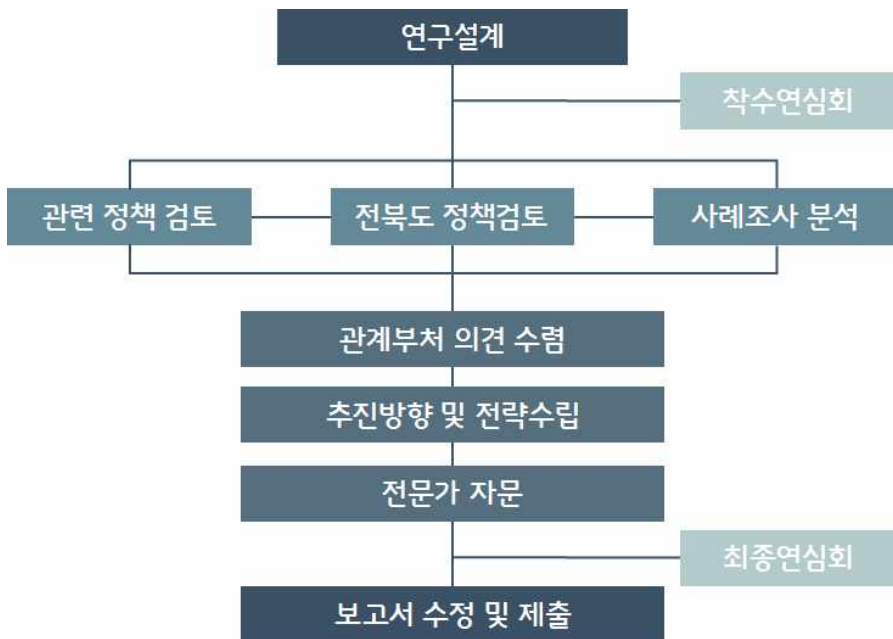 연구설계
착수연심회
관련 정책 검토
전북도 정책검토
사례조사 분석
관계부처 의견 수렴
추진방향 및 전략수립
전문가 자문
최종연심회
보고서 수정 및 제출